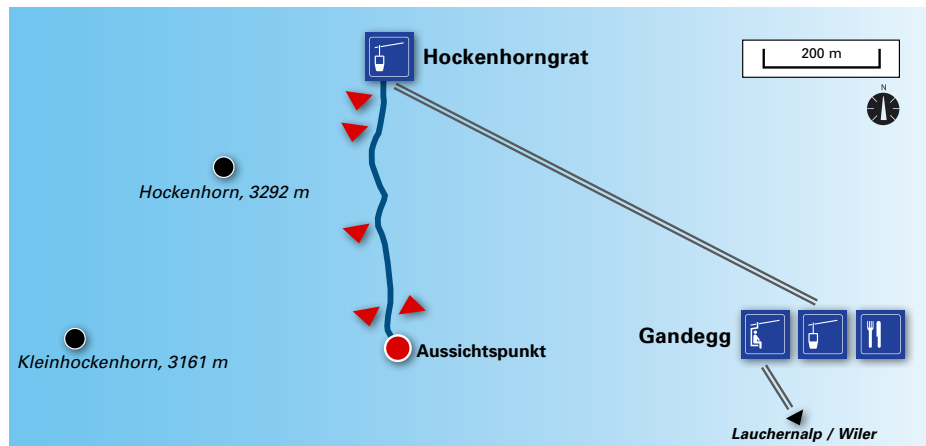 Hockenhorngrat
200 m
N
Hockenhorn, 3292 m
Gandegg
Kleinhockenhorn, 3161 m
Aussichtspunkt
Lauchernalp / Wiler